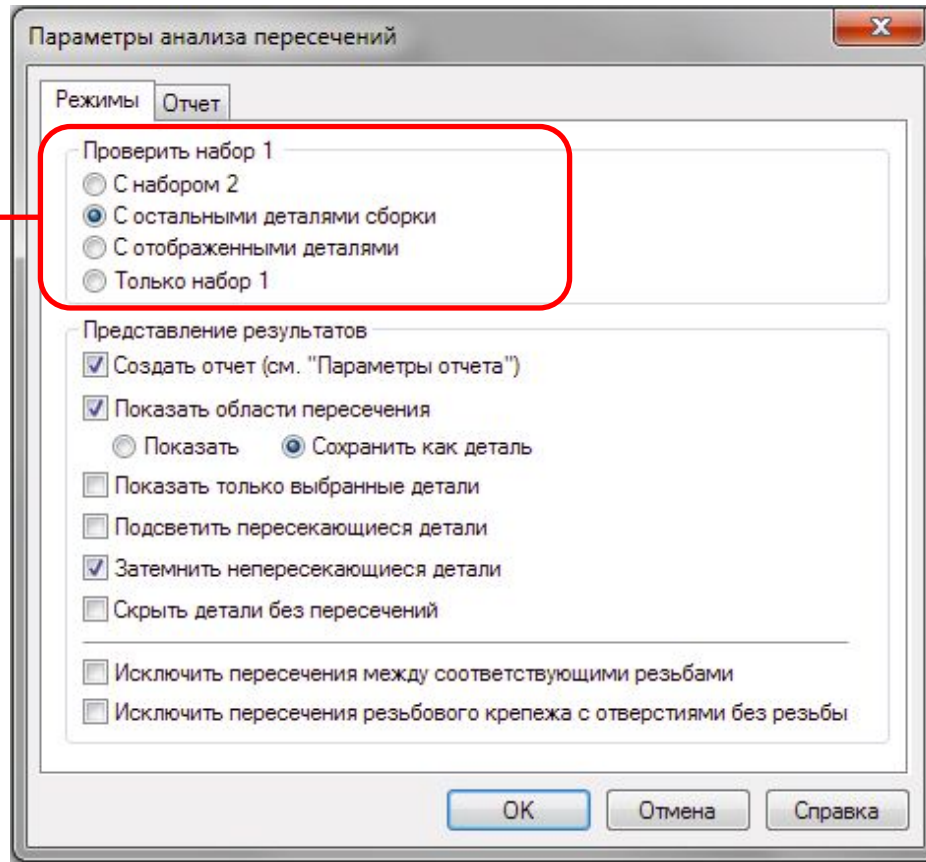 Параметры анализа пересечений
Режимы Отчет
Проверить набор 1
С набором 2
С остальными деталями сборки
С отображенными деталями
Только набор 1
Представление результатов
Создать отчет (см. "Параметры отчета")
Показать области пересечения
Показать Сохранить как деталь
Показать только выбранные детали
Подсветить пересекающиеся детали
Затемнить непересекающиеся детали
Скрыть детали без пересечений
Исключить пересечения между соответствующими резьбами
Исключить пересечения резьбового крепежа с отверстиями без резьбы
OK Отмена Справка